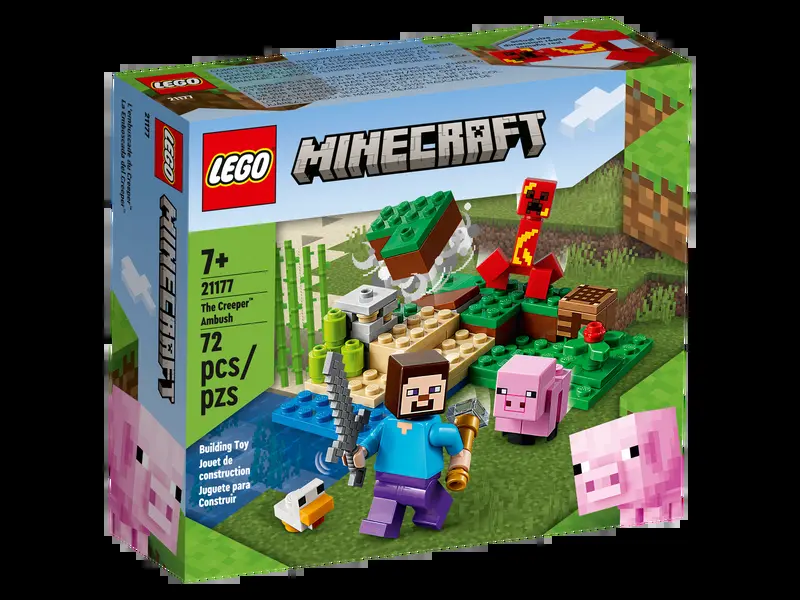 LEGO
21177
LEGO
MINECRAFT
7+
21177
The Creeper™
Ambush
72
pcs/
pzs
Building Toy
Jouet de
construction
Juguete para
Construir
21177
L'embuscade du Creeper™
La Emboscada del Creeper™
LEGO
MINECRAFT